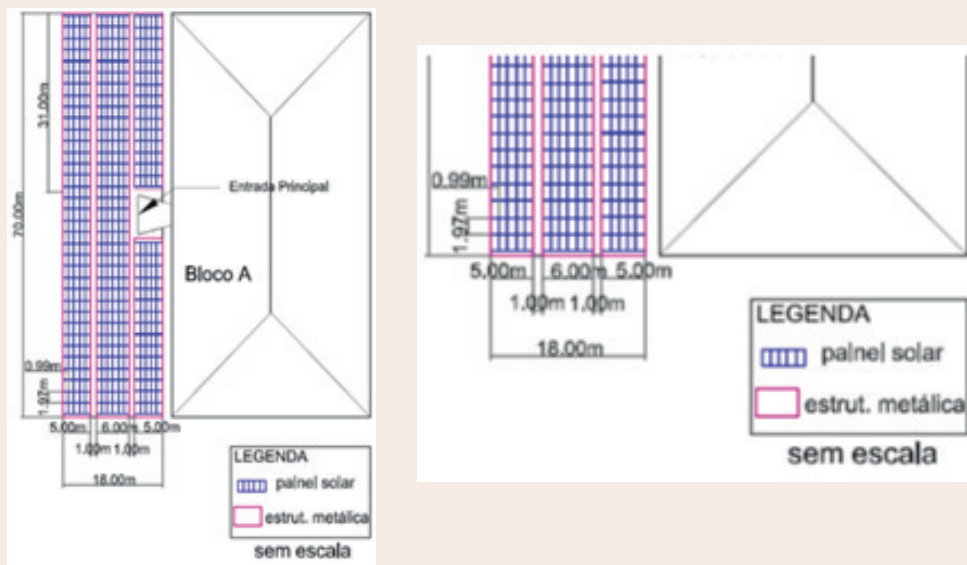 31.00m
Entrada Principal
70.00m
Bloco A
0.99m
1.97m
5.00m 6.00m 5.00m
1.00m 1.00m
18.00m
LEGENDA
palnel solar
estrut. metálica
sem escala
0.99m
1.97m
5.00m 6.00m 5.00m
1.00m 1.00m
18.00m
LEGENDA
palnel solar
estrut. metálica
sem escala